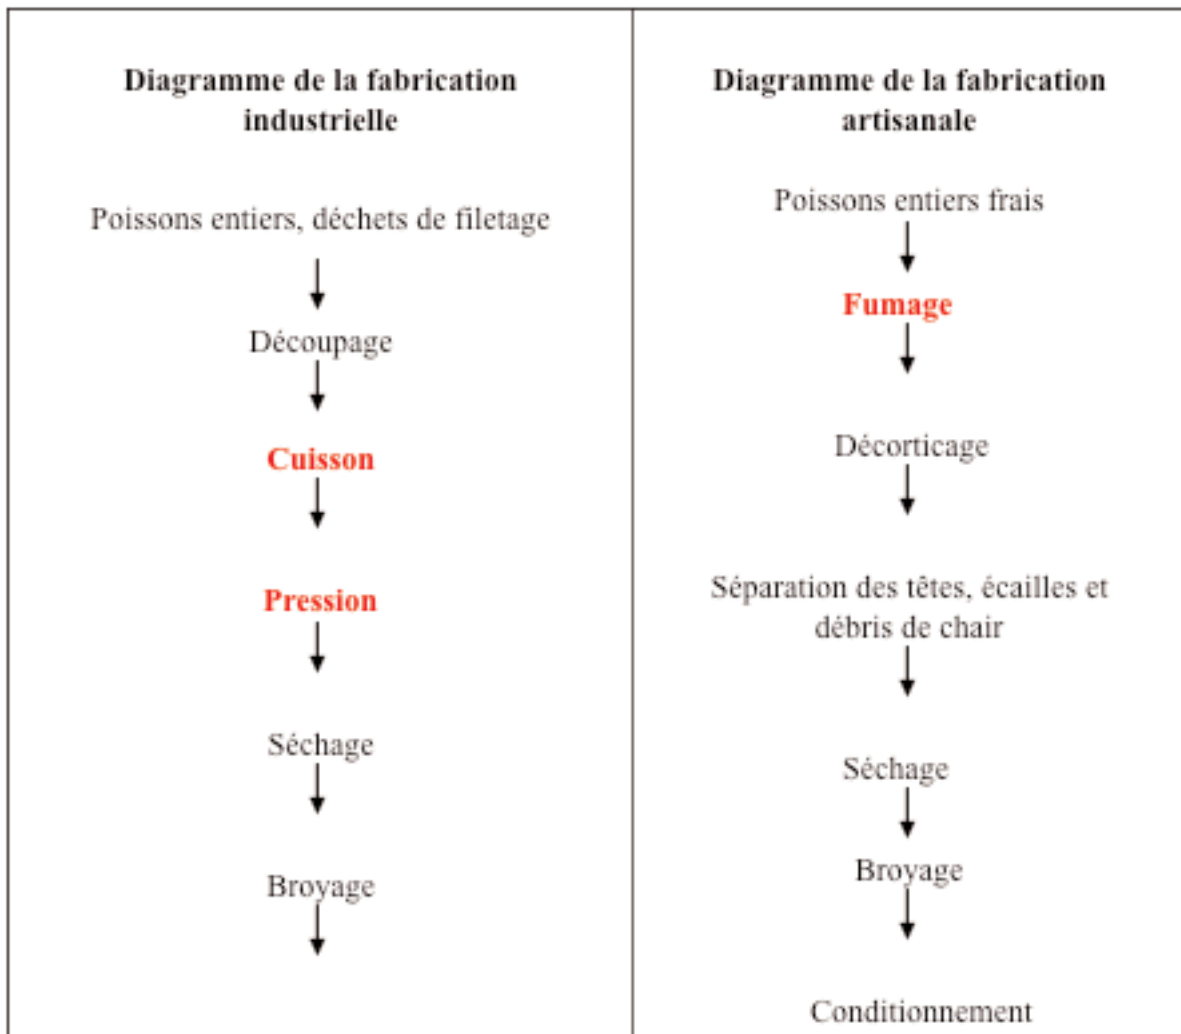 Diagramme de la fabrication
industrielle
Poissons entiers, déchets de filetage
Découpage
Cuisson
Pression
Séchage
Broyage
Diagramme de la fabrication
artisanale
Poissons entiers frais
Fumage
Décorticage
Séparation des têtes, écailles et
débris de chair
Séchage
Broyage
Conditionnement